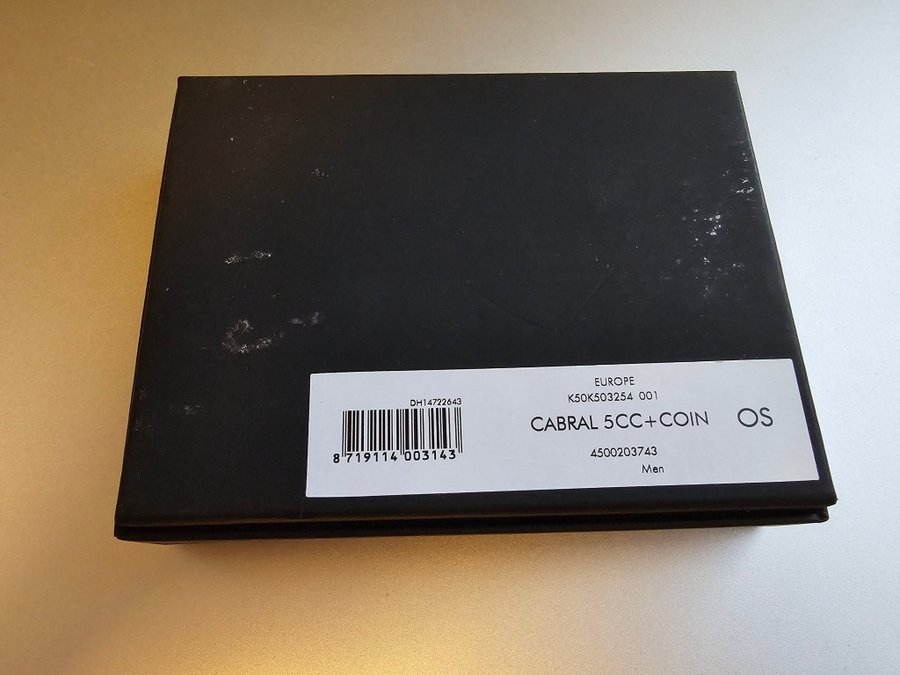 DH14722643
8 719114 003143
EUROPE
K50K503254 001
CABRAL 5CC+COIN OS
4500203743
Men